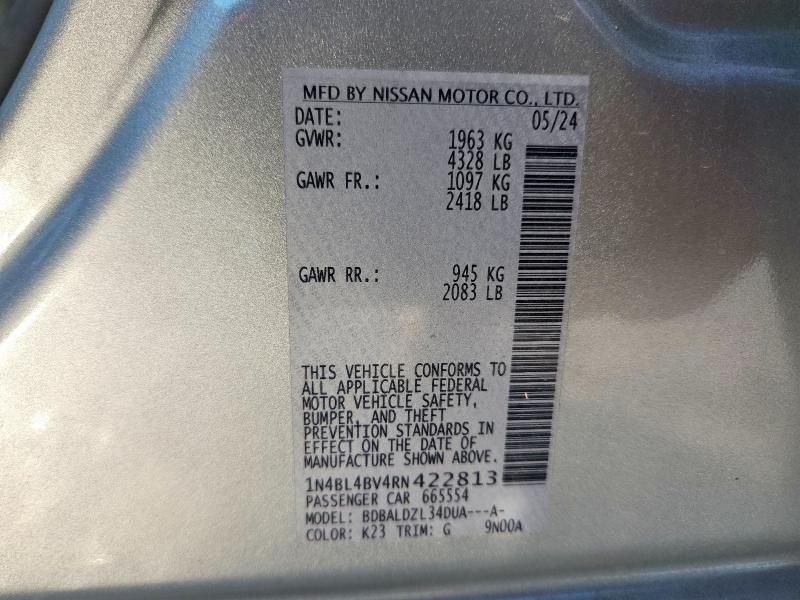 MFD BY NISSAN MOTOR CO., LTD.
DATE: 05/24
GVWR: 1963 KG
4328 LB
GAWR FR.: 1097 KG
2418 LB
GAWR RR.: 945 KG
2083 LB
THIS VEHICLE CONFORMS TO
ALL APPLICABLE FEDERAL
MOTOR VEHICLE SAFETY,
BUMPER, AND THEFT
PREVENTION STANDARDS IN
EFFECT ON THE DATE OF
MANUFACTURE SHOWN ABOVE.
1N4BL4BV4RN422813
PASSENGER CAR 665554
MODEL: BDBALDZL34DUA---A-
COLOR: K23 TRIM: G 9N00A